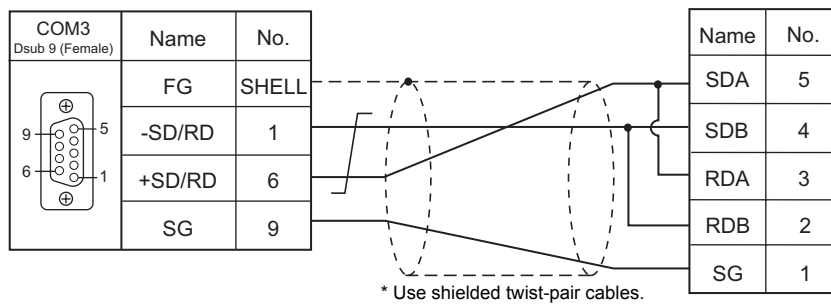 COM3
Dsub 9 (Female)
Name No.
FG SHELL
-SD/RD 1
+SD/RD 6
SG 9
9 5
6 1
Name No.
SDA 5
SDB 4
RDA 3
RDB 2
SG 1
* Use shielded twist-pair cables.